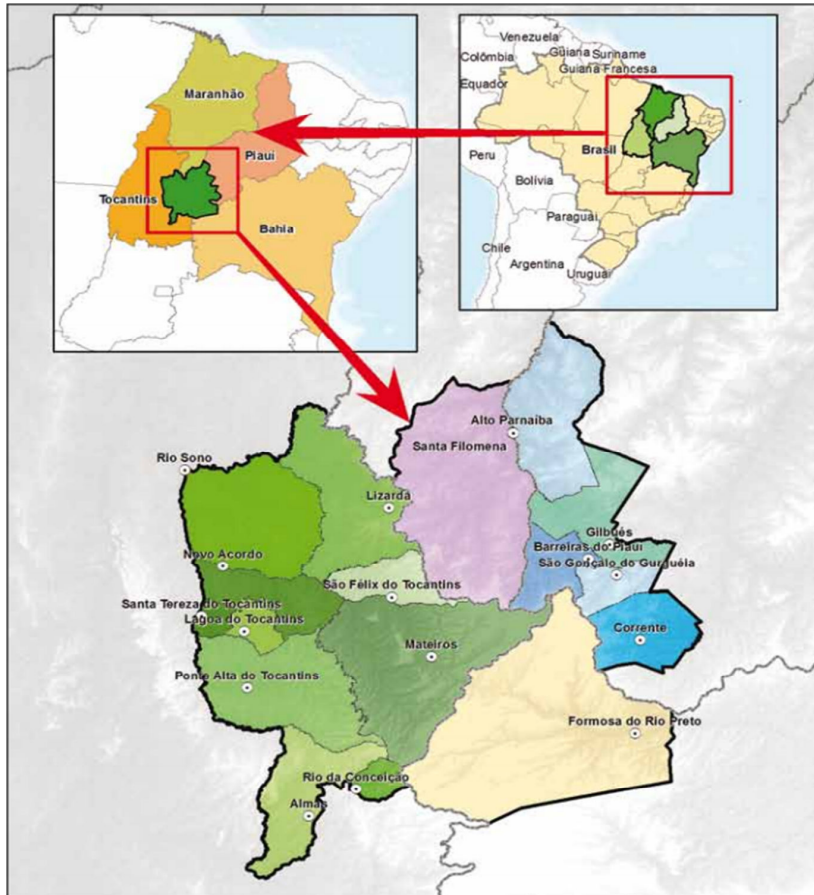 Maranhão
Piauí
Tocantins
Bahia
Venezuela
Colômbia
Guiana
Suriname
Guiana Francesa
Equador
Peru
Brasil
Bolívia
Paraguai
Chile
Argentina
Uruguai
Alto Parnaíba
Santa Filomena
Rio Sono
Lizarda
Gilbués
Barreiras do Piauí
São Gonçalo do Gurguéia
Novo Acordo
São Félix do Tocantins
Santa Tereza do Tocantins
Lagoa do Tocantins
Corrente
Mateiros
Ponte Alta do Tocantins
Formosa do Rio Preto
Rio da Conceição
Almas